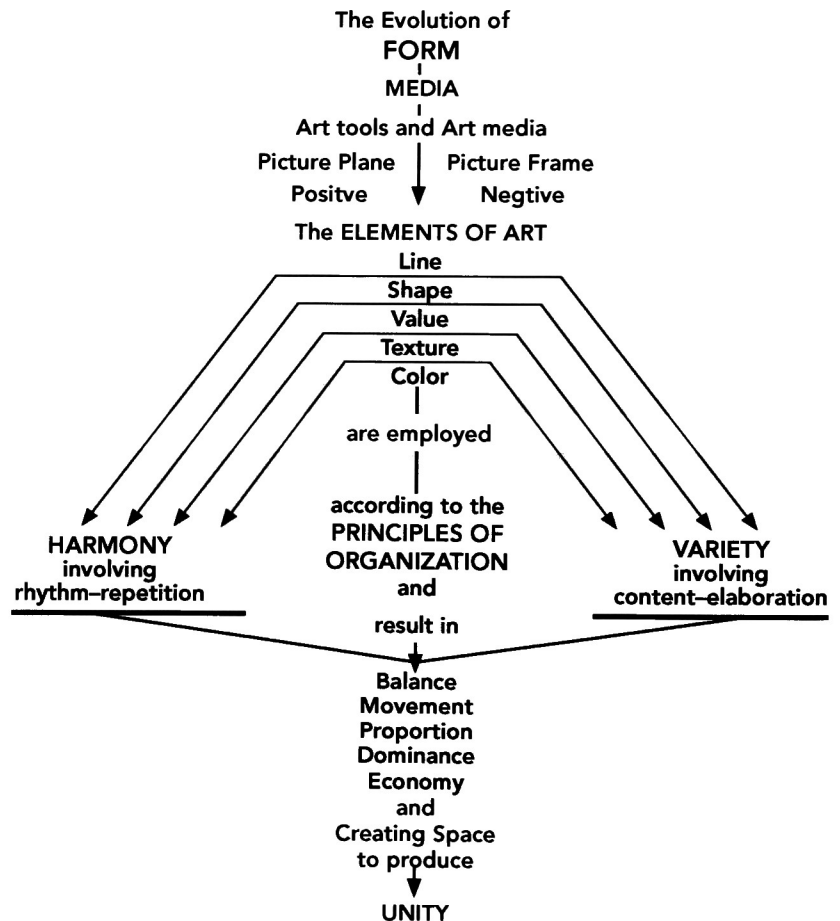 The Evolution of
FORM
MEDIA
Art tools and Art media
Picture Plane
Picture Frame
Positve
Negtive
The ELEMENTS OF ART
Line
Shape
Value
Texture
Color
are employed
according to the
PRINCIPLES OF
ORGANIZATION
and
result in
HARMONY
involving
rhythm–repetition
VARIETY
involving
content–elaboration
Balance
Movement
Proportion
Dominance
Economy
and
Creating Space
to produce
UNITY